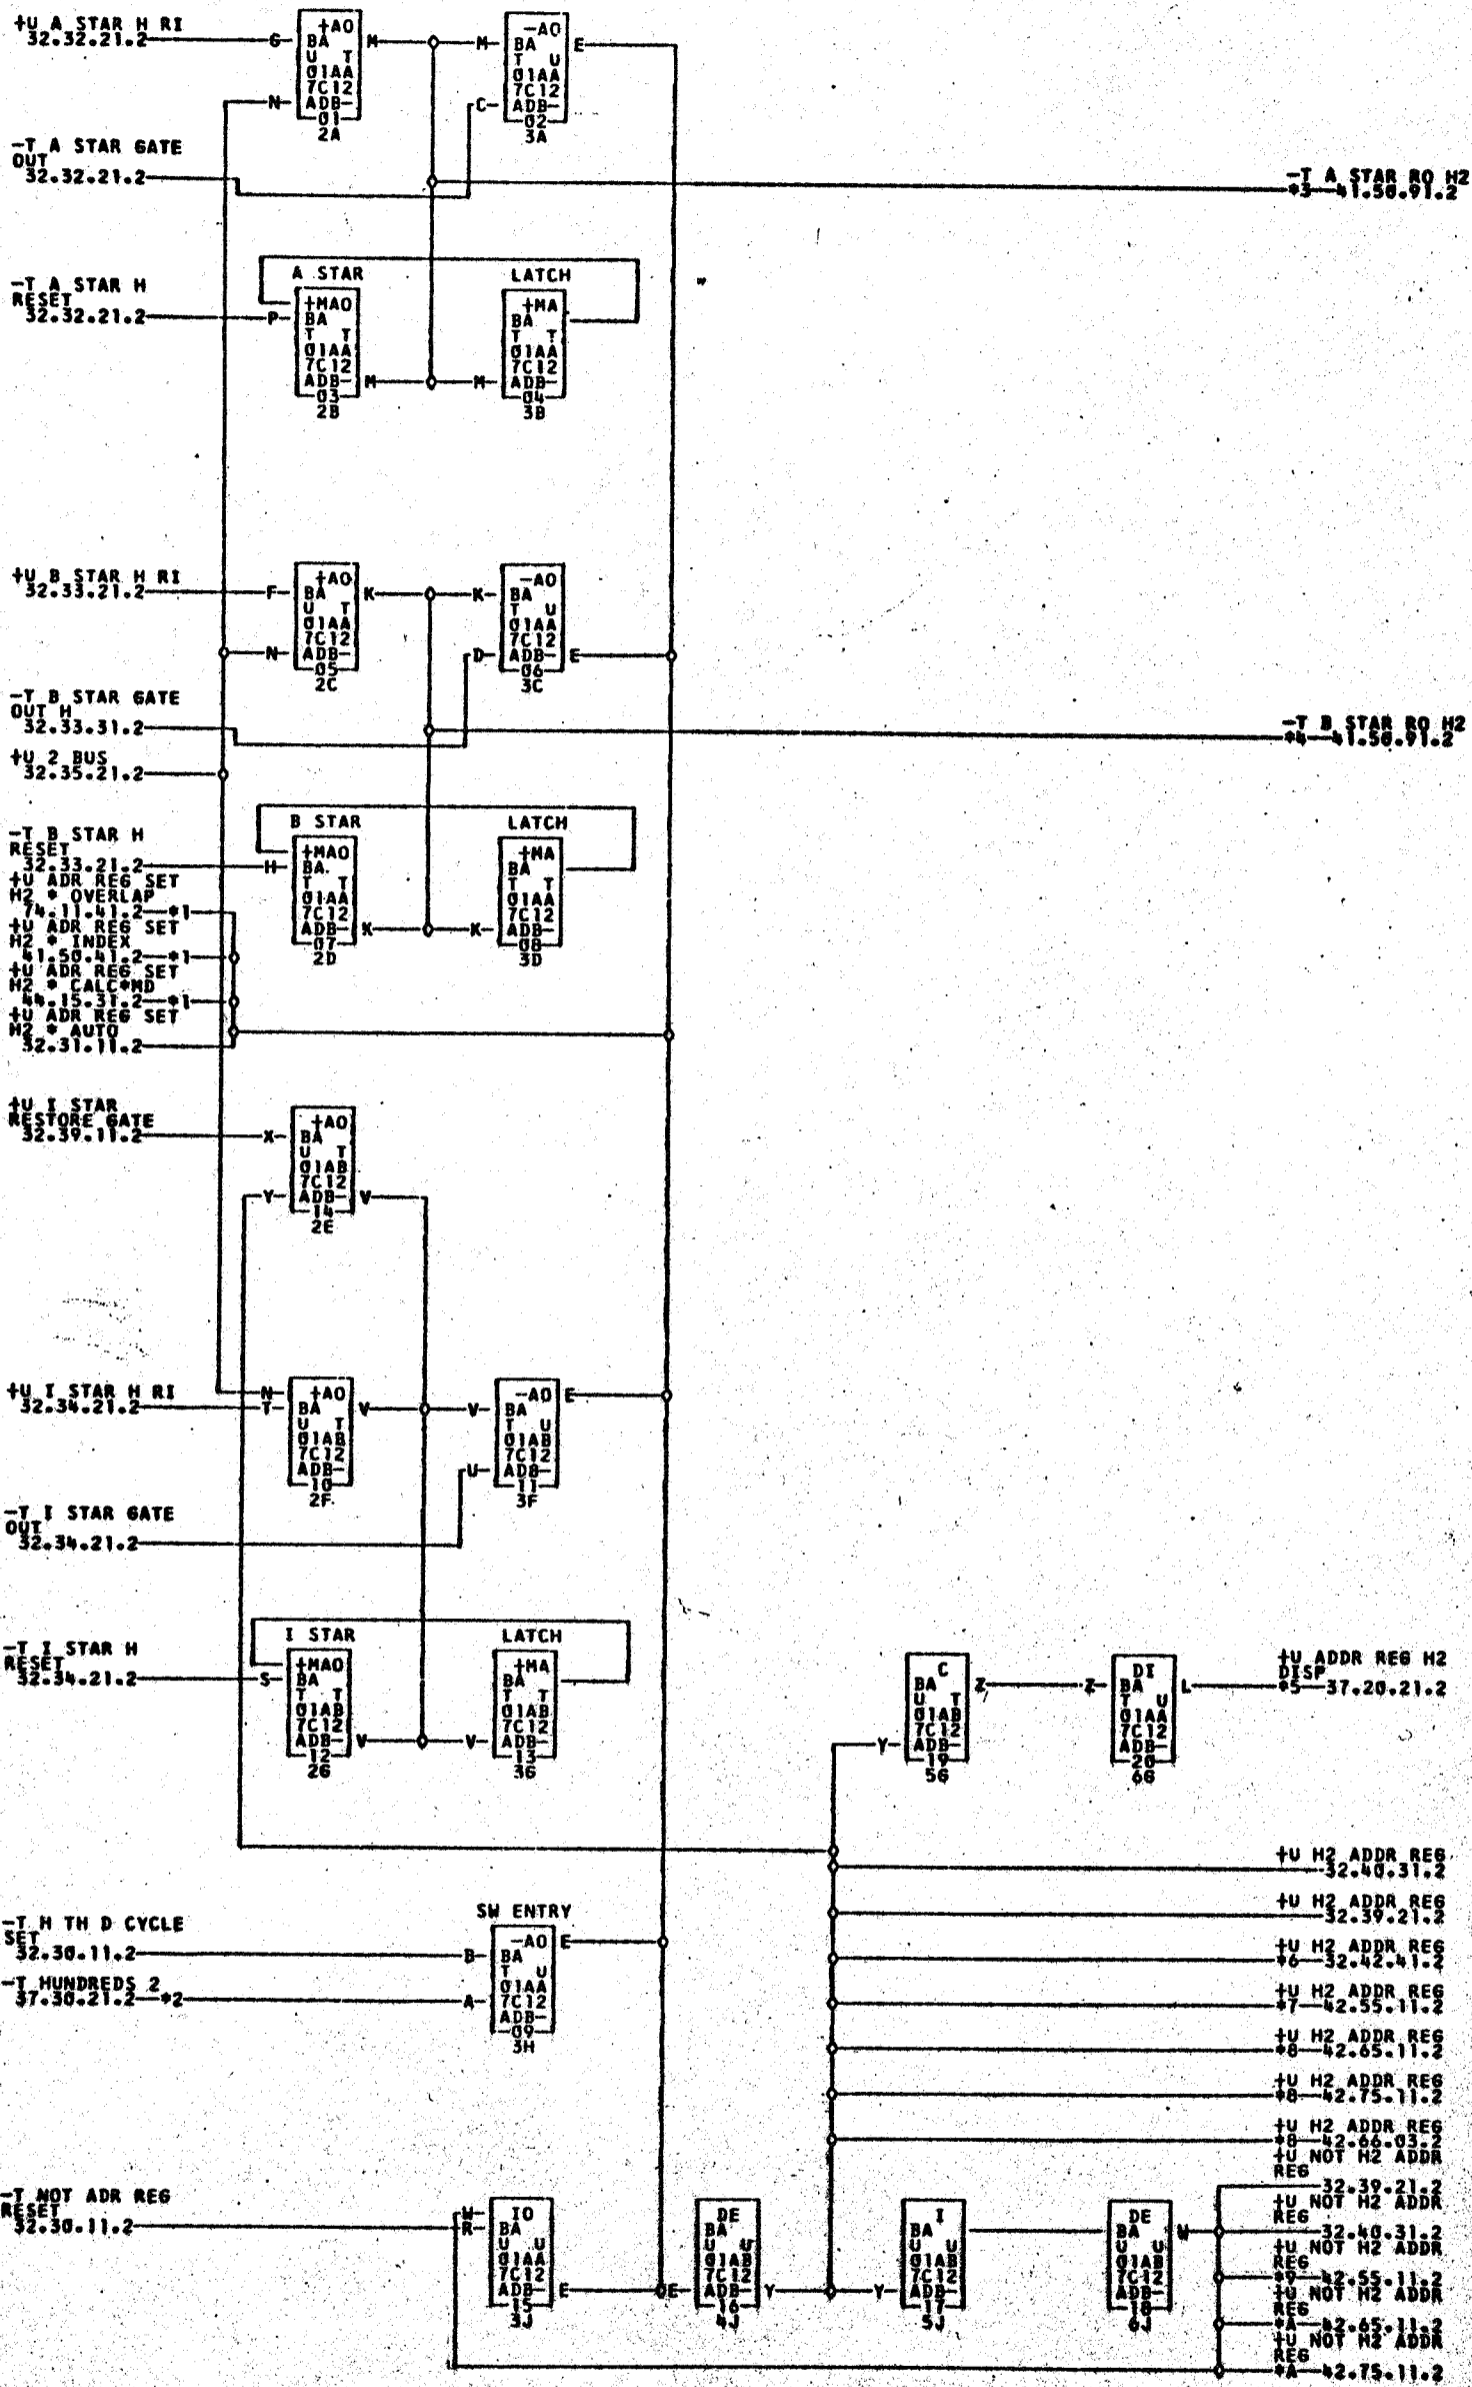 +U A STAR H RI
32.32.21.2
G
+AO
BA
U T
01AA
7C12
ADB-
01
2A
M
N
M
-AO
BA
T U
01AA
7C12
ADB-
02
3A
E
C
-T A STAR GATE
OUT
32.32.21.2
-T A STAR RO H2
*3 41.50.91.2
-T A STAR H
RESET
32.32.21.2
P
A STAR
+MAO
BA
T T
01AA
7C12
ADB-
03
2B
M
M
LATCH
+MA
BA
T T
01AA
7C12
ADB-
04
3B
+U B STAR H RI
32.33.21.2
F
N
+AO
BA
U T
01AA
7C12
ADB-
05
2C
K
K
D
-AO
BA
T U
01AA
7C12
ADB-
06
3C
E
-T B STAR GATE
OUT H
32.33.31.2
-T B STAR RO H2
*4 41.50.91.2
+U 2 BUS
32.35.21.2
-T B STAR H
RESET
32.33.21.2
H
B STAR
+MAO
BA
T T
01AA
7C12
ADB-
07
2D
K
K
LATCH
+MA
BA
T T
01AA
7C12
ADB-
08
3D
+U ADR REG SET
H2 * OVERLAP
74.11.41.2 *1
+U ADR REG SET
H2 * INDEX
41.50.41.2 *1
+U ADR REG SET
H2 * CALC*MD
44.15.31.2 *1
+U ADR REG SET
H2 * AUTO
32.31.11.2
+U I STAR
RESTORE GATE
32.39.11.2
X
Y
+AO
BA
U T
01AB
7C12
ADB-
14
2E
V
+U I STAR H RI
32.34.21.2
N
T
+AO
BA
U T
01AB
7C12
ADB-
10
2F
V
V
U
-AO
BA
T U
01AB
7C12
ADB-
11
3F
E
-T I STAR GATE
OUT
32.34.21.2
-T I STAR H
RESET
32.34.21.2
S
I STAR
+MAO
BA
T T
01AB
7C12
ADB-
12
2G
V
V
LATCH
+MA
BA
T T
01AB
7C12
ADB-
13
3G
Y
C
BA
U T
01AB
7C12
ADB-
19
5G
Z
Z
DI
BA
T U
01AA
7C12
ADB-
20
6G
L
+U ADDR REG H2
DISP
*5 37.20.21.2
+U H2 ADDR REG
32.40.31.2
+U H2 ADDR REG
32.39.21.2
+U H2 ADDR REG
*6 32.42.41.2
+U H2 ADDR REG
*7 42.55.11.2
+U H2 ADDR REG
*8 42.65.11.2
+U H2 ADDR REG
*8 42.75.11.2
+U H2 ADDR REG
*8 42.66.03.2
-T H TH D CYCLE
SET
32.30.11.2
-T HUNDREDS 2
37.30.21.2 *2
B
A
SW ENTRY
-AO
BA
T U
01AA
7C12
ADB-
09
3H
E
-T NOT ADR REG
RESET
32.30.11.2
W
R
IO
BA
U U
01AA
7C12
ADB-
15
3J
E
E
DE
BA
U U
01AB
7C12
ADB-
16
4J
Y
Y
I
BA
U U
01AB
7C12
ADB-
17
5J
DE
BA
U U
01AB
7C12
ADB-
18
6J
W
+U NOT H2 ADDR
REG
32.39.21.2
+U NOT H2 ADDR
REG
32.40.31.2
+U NOT H2 ADDR
REG
*9 42.55.11.2
+U NOT H2 ADDR
REG
*A 42.65.11.2
+U NOT H2 ADDR
REG
*A 42.75.11.2